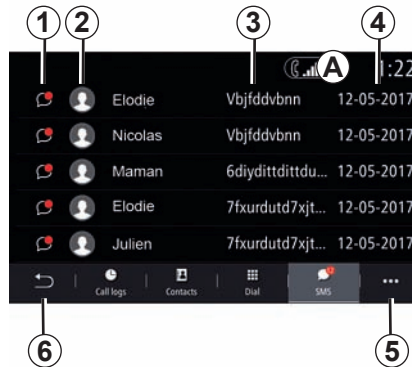 1 2 3 4
A 1:22
Elodie Vbjfddvbnn 12-05-2017
Nicolas Vbjfddvbnn 12-05-2017
Maman 6diydittdittdu... 12-05-2017
Elodie 7fxurdutd7xjt... 12-05-2017
Julien 7fxurdutd7xjt... 12-05-2017
Call logs Contacts Dial SMS ...
6 5